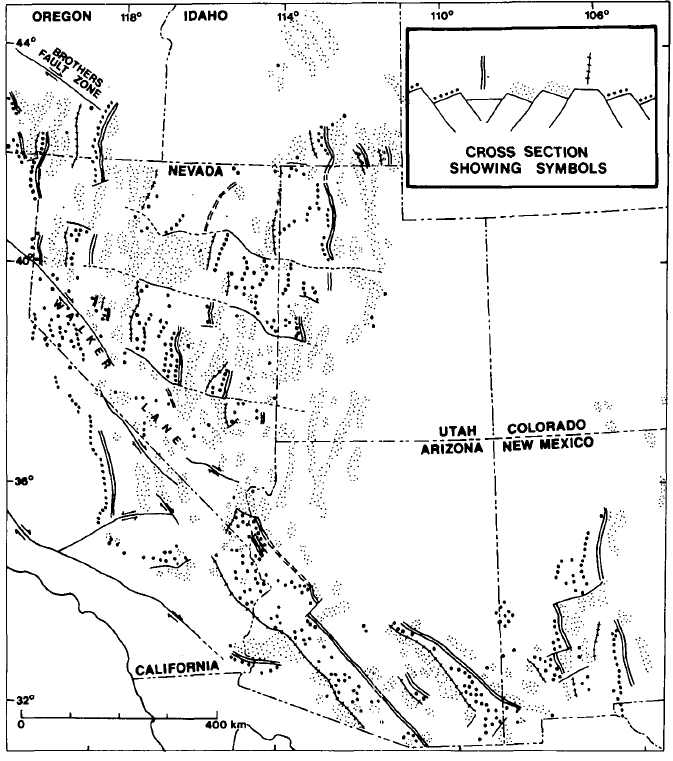 OREGON 118° IDAHO 114° 110° 106°
44°
BROTHERS
FAULT ZONE
CROSS SECTION
SHOWING SYMBOLS
NEVADA
40°
WALKER
LANE
UTAH COLORADO
ARIZONA NEW MEXICO
36°
CALIFORNIA
32°
0 400 km